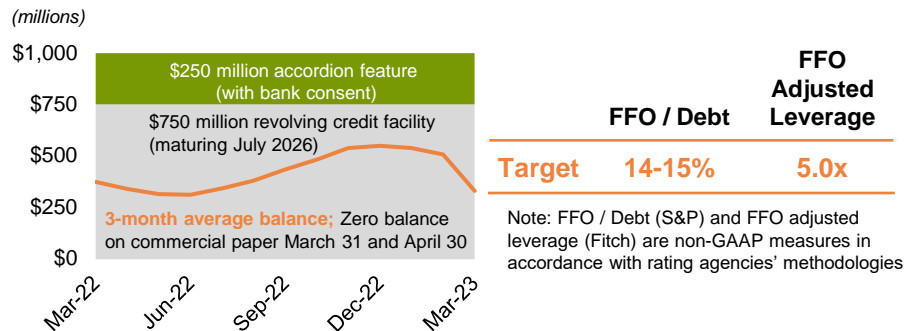 (millions)
$1,000
$750
$500
$250
$0
$250 million accordion feature
(with bank consent)
$750 million revolving credit facility
(maturing July 2026)
3-month average balance; Zero balance
on commercial paper March 31 and April 30
Mar-22
Jun-22
Sep-22
Dec-22
Mar-23
FFO / Debt
FFO
Adjusted
Leverage
Target 14-15% 5.0x
Note: FFO / Debt (S&P) and FFO adjusted
leverage (Fitch) are non-GAAP measures in
accordance with rating agencies’ methodologies